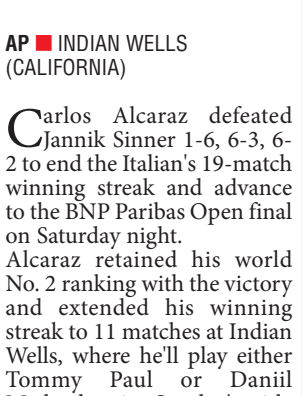 AP ■ INDIAN WELLS
(CALIFORNIA)
Carlos Alcaraz defeated
Jannik Sinner 1-6, 6-3, 6-
2 to end the Italian's 19-match
winning streak and advance
to the BNP Paribas Open final
on Saturday night.
Alcaraz retained his world
No. 2 ranking with the victory
and extended his winning
streak to 11 matches at Indian
Wells, where he'll play either
Tommy Paul or Daniil